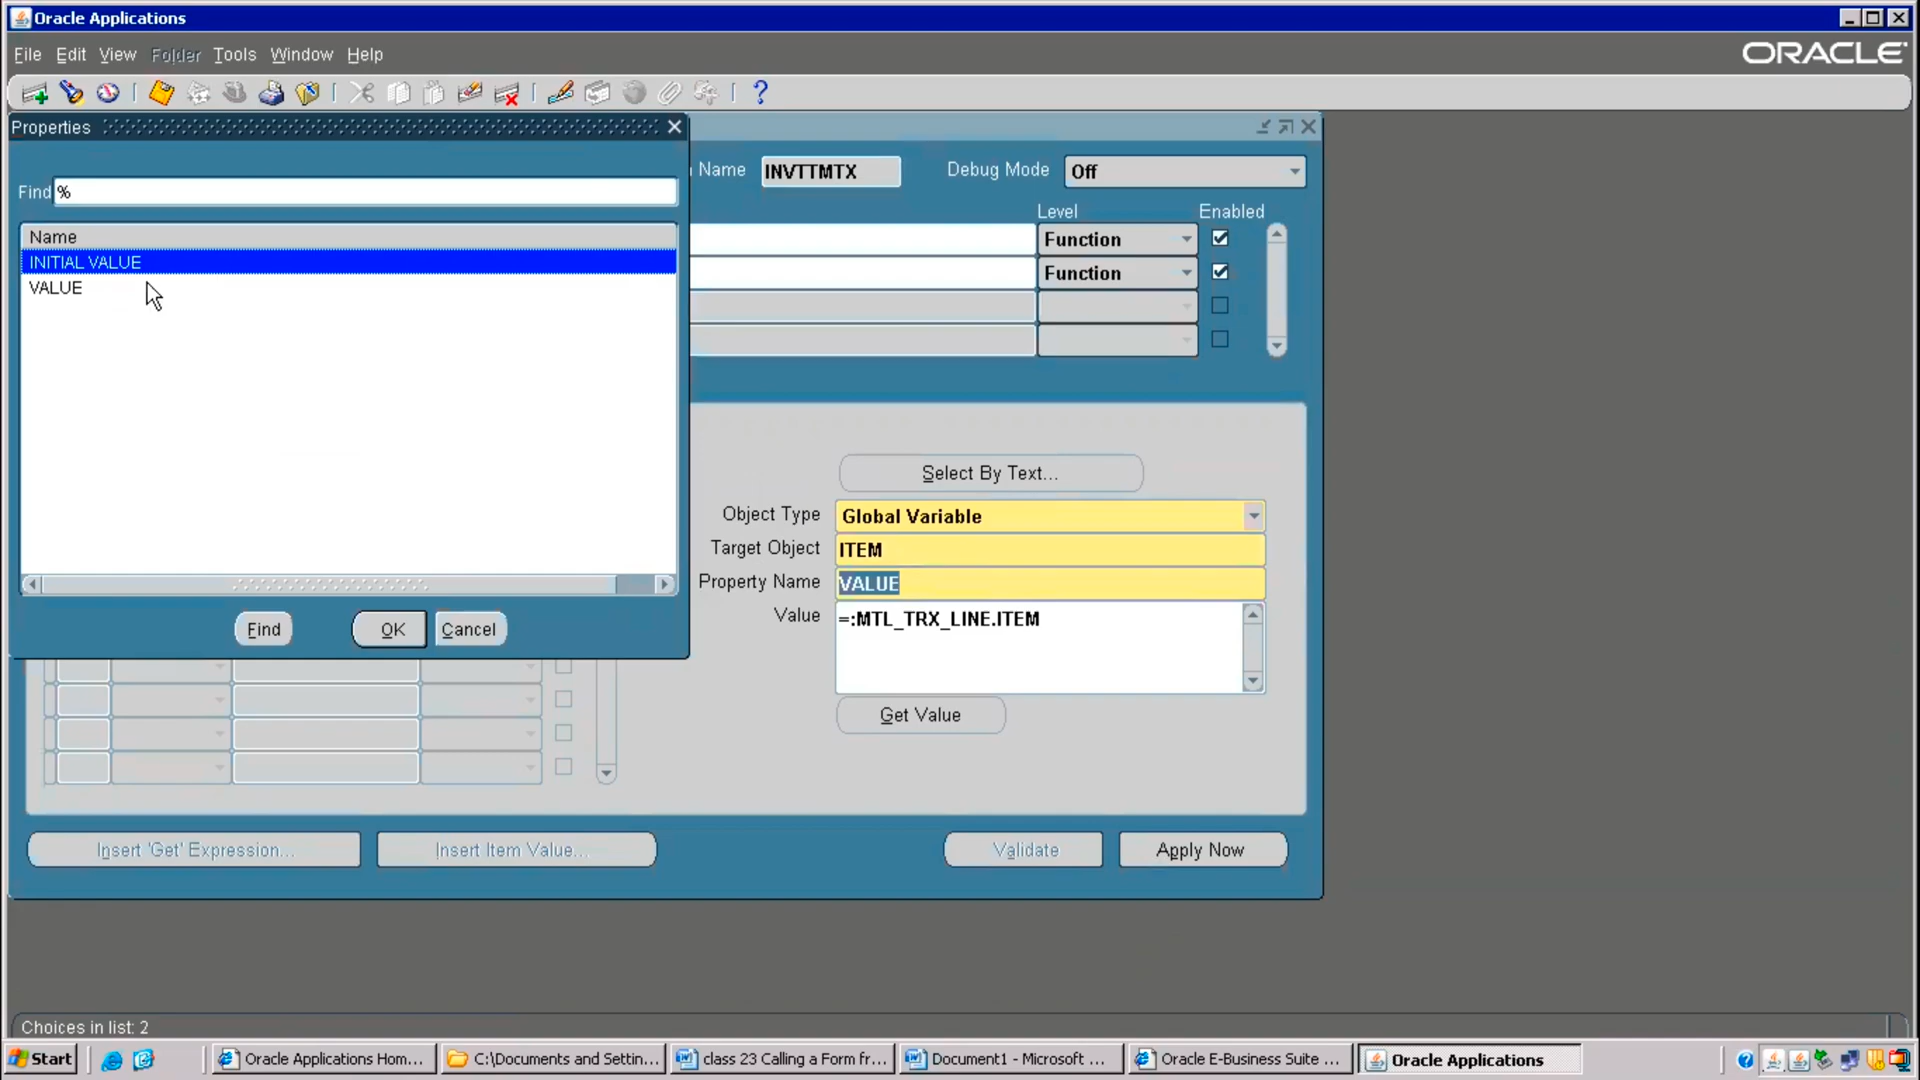 Oracle Applications
File Edit View Folder Tools Window Help
ORACLE
Properties
Find %
Name
INITIAL VALUE
VALUE
Find OK Cancel
Name INVTTMTX Debug Mode Off
Level Enabled
Function
Function
Select By Text...
Object Type Global Variable
Target Object ITEM
Property Name VALUE
Value =:MTL_TRX_LINE.ITEM
Get Value
Insert 'Get' Expression... Insert Item Value... Validate Apply Now
Choices in list: 2
Start Oracle Applications Hom... C:\Documents and Settin... class 23 Calling a Form fr... Document1 - Microsoft ... Oracle E-Business Suite ... Oracle Applications